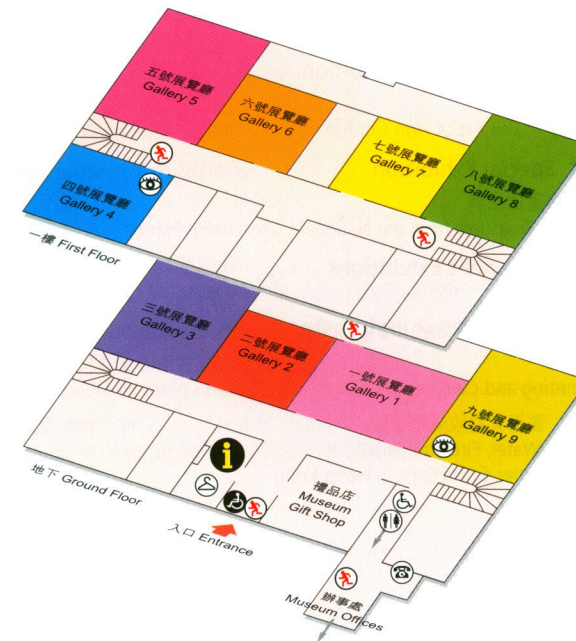 五號展覽廳
Gallery 5
六號展覽廳
Gallery 6
七號展覽廳
Gallery 7
八號展覽廳
Gallery 8
四號展覽廳
Gallery 4
一樓 First Floor
三號展覽廳
Gallery 3
二號展覽廳
Gallery 2
一號展覽廳
Gallery 1
九號展覽廳
Gallery 9
i
禮品店
Museum
Gift Shop
地下 Ground Floor
入口 Entrance
辦事處
Museum Offices